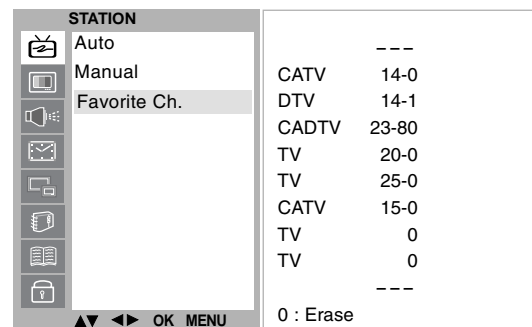 STATION
Auto
Manual
Favorite Ch.
▲▼ ◄► OK MENU
---
CATV 14-0
DTV 14-1
CADTV 23-80
TV 20-0
TV 25-0
CATV 15-0
TV 0
TV 0
---
0 : Erase